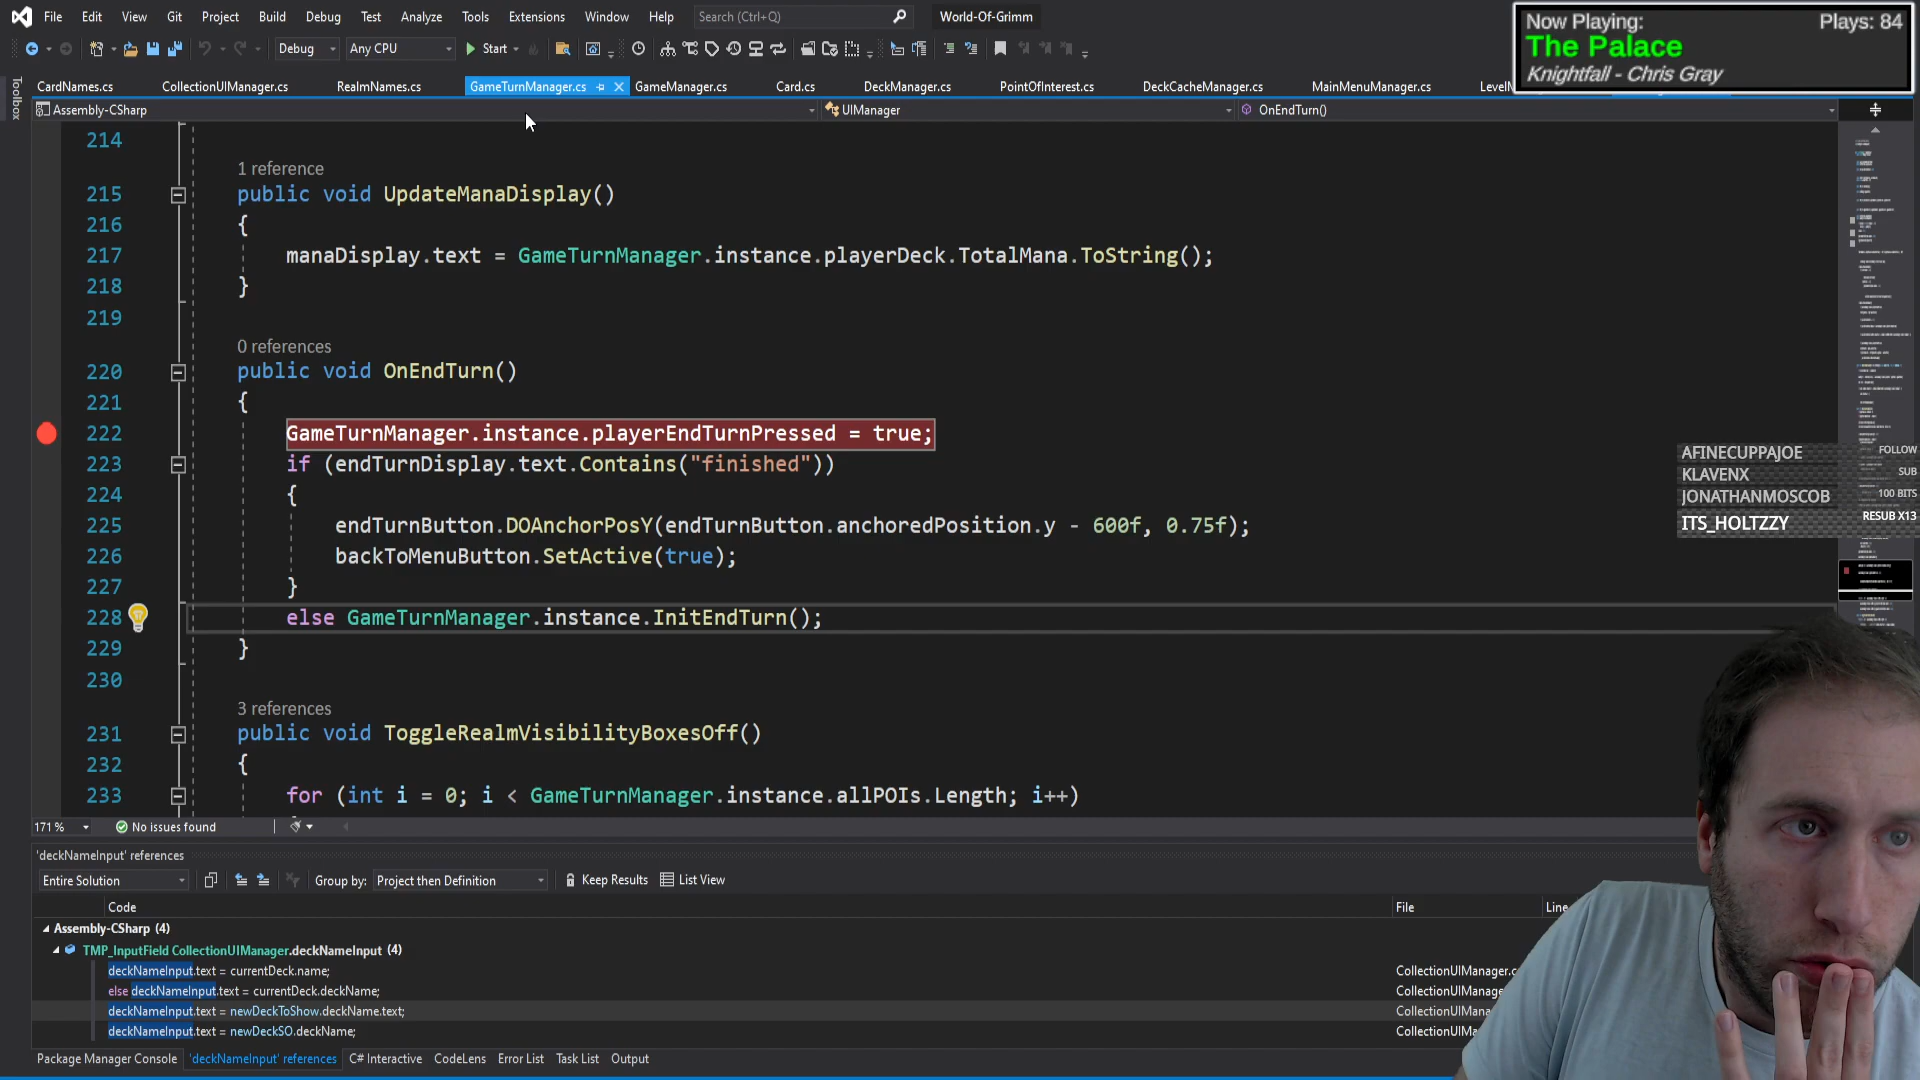 File Edit View Git Project Build Debug Test Analyze Tools Extensions Window Help Search (Ctrl+Q) World-Of-Grimm
Now Playing: Plays: 84
The Palace
Knightfall - Chris Gray
Debug Any CPU Start
Toolbox
CardNames.cs CollectionUIManager.cs RealmNames.cs GameTurnManager.cs GameManager.cs Card.cs DeckManager.cs PointOfInterest.cs DeckCacheManager.cs MainMenuManager.cs
Assembly-CSharp UIManager OnEndTurn()
214
1 reference
215 public void UpdateManaDisplay()
216 {
217 manaDisplay.text = GameTurnManager.instance.playerDeck.TotalMana.ToString();
218 }
219
0 references
220 public void OnEndTurn()
221 {
222 GameTurnManager.instance.playerEndTurnPressed = true;
223 if (endTurnDisplay.text.Contains("finished"))
224 {
225 endTurnButton.DOAnchorPosY(endTurnButton.anchoredPosition.y - 600f, 0.75f);
226 backToMenuButton.SetActive(true);
227 }
228 else GameTurnManager.instance.InitEndTurn();
229 }
230
3 references
231 public void ToggleRealmVisibilityBoxesOff()
232 {
233 for (int i = 0; i < GameTurnManager.instance.allPOIs.Length; i++)
AFINECUPPAJOE FOLLOW
KLAVENX SUB
JONATHANMOSCOB 100 BITS
ITS_HOLTZZY RESUB X13
171 % No issues found
'deckNameInput' references
Entire Solution Group by: Project then Definition Keep Results List View
Code File Line
Assembly-CSharp (4)
TMP_InputField CollectionUIManager.deckNameInput (4)
deckNameInput.text = currentDeck.name; CollectionUIManager.c
else deckNameInput.text = currentDeck.deckName; CollectionUIManage
deckNameInput.text = newDeckToShow.deckName.text; CollectionUIManag
deckNameInput.text = newDeckSO.deckName; CollectionUIMa
Package Manager Console 'deckNameInput' references C# Interactive CodeLens Error List Task List Output